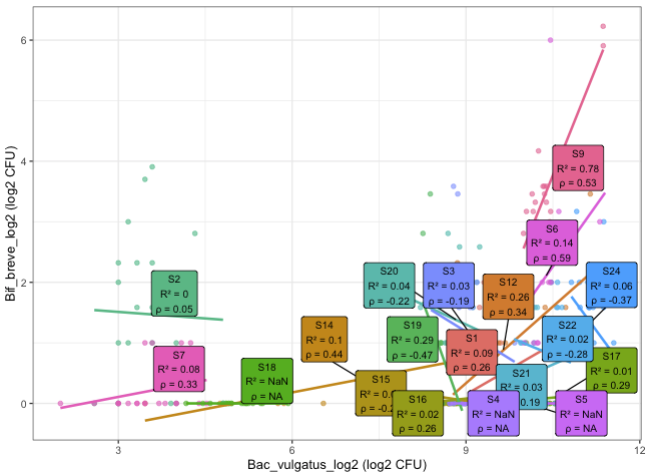 Bif_breve_log2 (log2 CFU)
6
4
2
0
S9
R² = 0.78
ρ = 0.53
S6
R² = 0.14
ρ = 0.59
S20
R² = 0.04
ρ = -0.22
S3
R² = 0.03
ρ = -0.19
S12
R² = 0.26
ρ = 0.34
S24
R² = 0.06
ρ = -0.37
S2
R² = 0
ρ = 0.05
S14
R² = 0.1
ρ = 0.44
S19
R² = 0.29
ρ = -0.47
S1
R² = 0.09
ρ = 0.26
S22
R² = 0.02
ρ = -0.28
S7
R² = 0.08
ρ = 0.33
S18
R² = NaN
ρ = NA
S15
S16
R² = 0.02
ρ = 0.26
S4
R² = NaN
ρ = NA
S21
R² = 0.03
0.19
S5
R² = NaN
ρ = NA
S17
R² = 0.01
ρ = 0.29
3
6
9
12
Bac_vulgatus_log2 (log2 CFU)